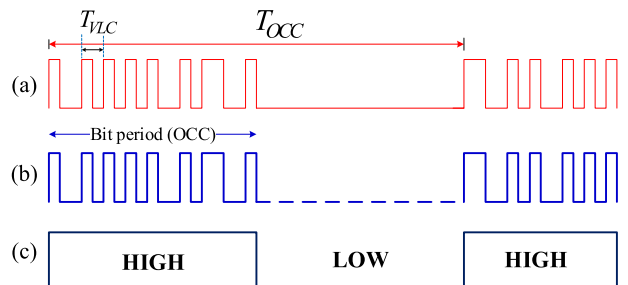 T_VLC
T_OCC
(a)
Bit period (OCC)
(b)
(c)
HIGH
LOW
HIGH